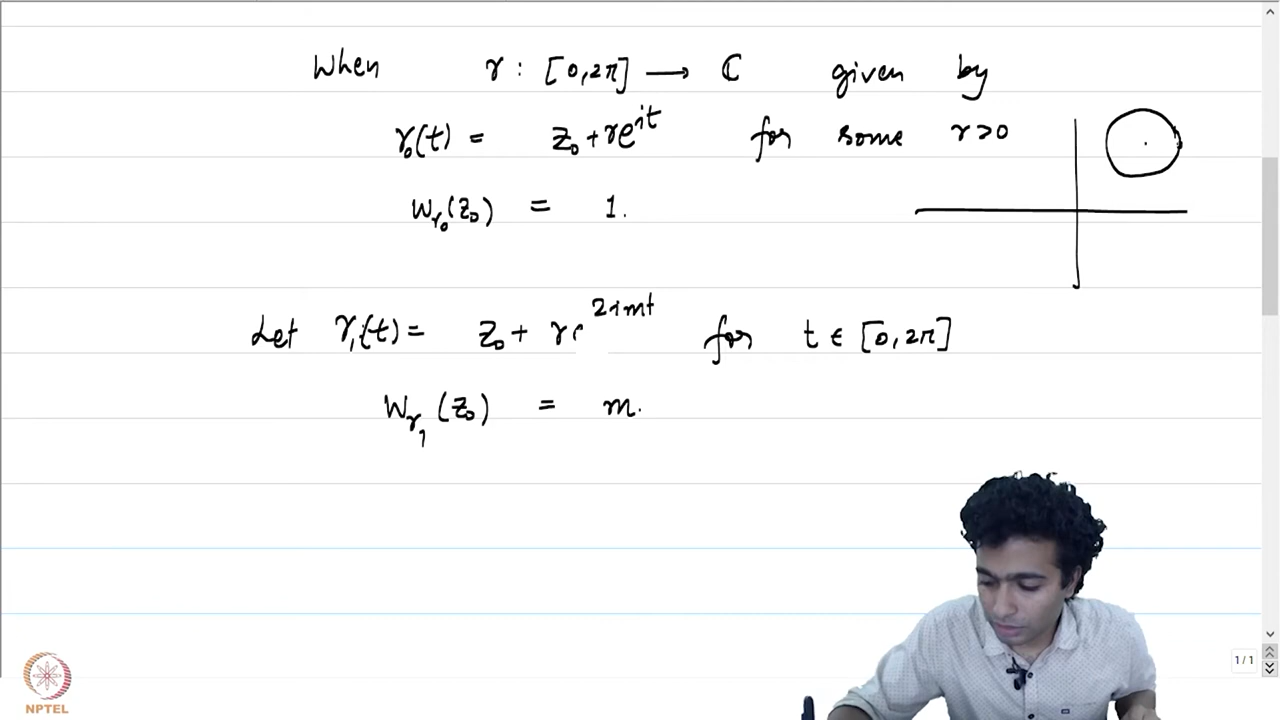 When γ : [0,2π] → ℂ given by
γ₀(t) = z₀ + re^{it} for some r>0
W_{γ₀}(z₀) = 1.
Let γ₁(t) = z₀ + r for t ∈ [0,2π]
W_{γ₁}(z₀) = m.
1/1
NPTEL